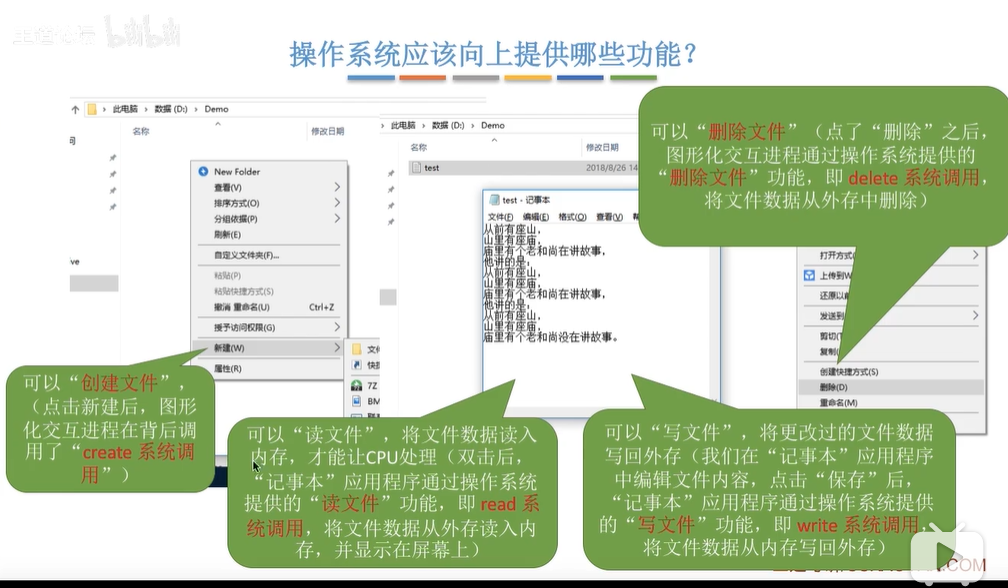 操作系统应该向上提供哪些功能？
此电脑 › 数据 (D:) › Demo
名称
修改日期
New Folder
查看(V)
排序方式(O)
分组依据(P)
刷新(E)
自定义文件夹(F)...
粘贴(P)
粘贴快捷方式(S)
撤消 重命名(U) Ctrl+Z
授予访问权限(G)
新建(W)
属性(R)
快
7Z
BM
此电脑 › 数据 (D:) › Demo
名称
修改日期
test
2018/8/26 14
test - 记事本
文件(F) 编辑(E) 格式(O) 查看(V)
从前有座山，
山里有座庙，
庙里有个老和尚在讲故事，
他讲的是：
从前有座山，
山里有座庙，
庙里有个老和尚在讲故事，
他讲的是：
从前有座山，
山里有座庙，
庙里有个老和尚没在讲故事。
打开方式
上传到W
还原以前
发送到
剪切(T
复制(
创建快捷方式(S)
删除(D)
重命名(M)
可以“删除文件”（点了“删除”之后，
图形化交互进程通过操作系统提供的
“删除文件”功能，即 delete 系统调用，
将文件数据从外存中删除）
可以“创建文件”，
（点击新建后，图形
化交互进程在背后调
用了“create 系统调
用”）
可以“读文件”，将文件数据读入
内存，才能让CPU处理（双击后，
“记事本”应用程序通过操作系统
提供的“读文件”功能，即 read 系
统调用，将文件数据从外存读入内
存，并显示在屏幕上）
可以“写文件”，将更改过的文件数据
写回外存（我们在“记事本”应用程序
中编辑文件内容，点击“保存”后，
“记事本”应用程序通过操作系统提供
的“写文件”功能，即 write 系统调用，
将文件数据从内存写回外存）